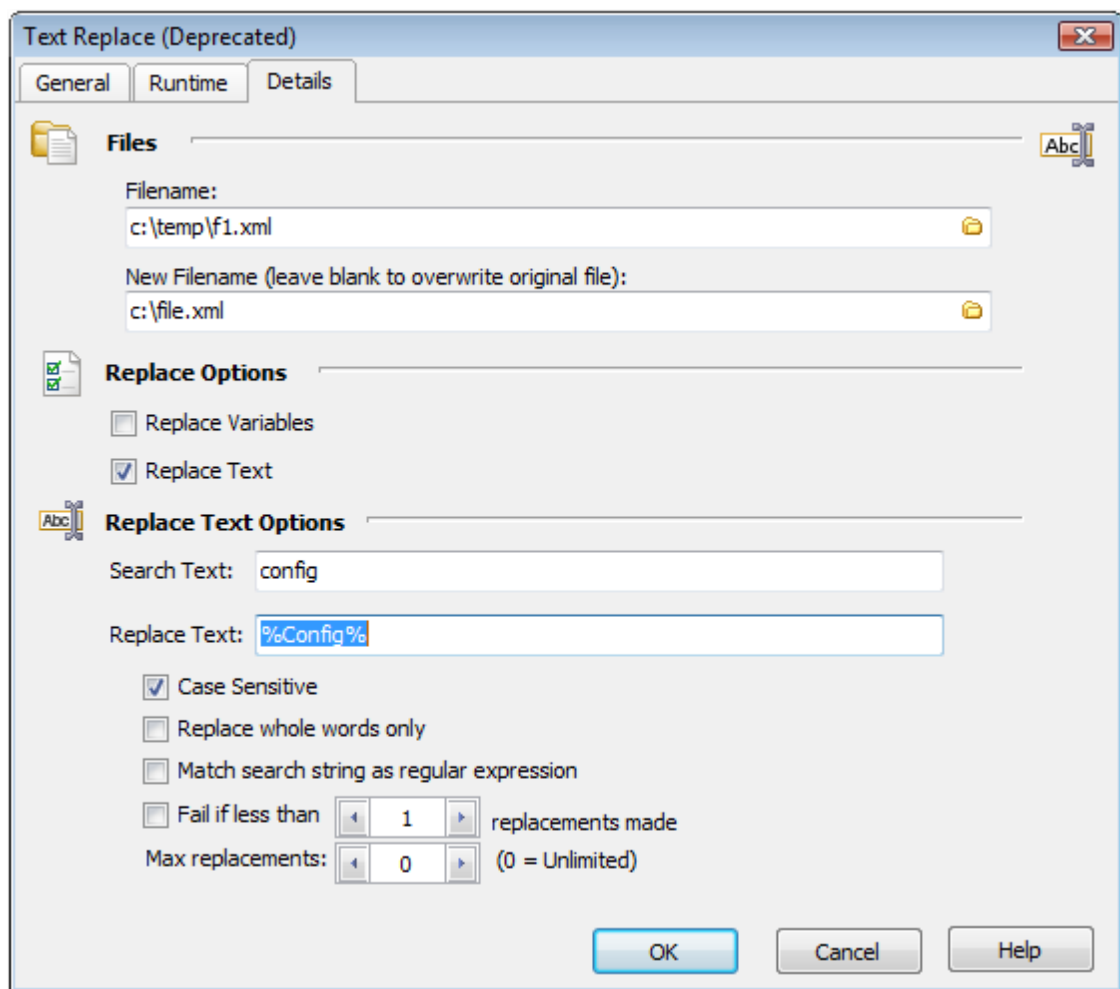 Text Replace (Deprecated)
General Runtime Details
Files
Abc
Filename:
c:\temp\f1.xml
New Filename (leave blank to overwrite original file):
c:\file.xml
Replace Options
Replace Variables
Replace Text
Abc
Replace Text Options
Search Text: config
Replace Text: %Config%
Case Sensitive
Replace whole words only
Match search string as regular expression
Fail if less than 1 replacements made
Max replacements: 0 (0 = Unlimited)
OK Cancel Help